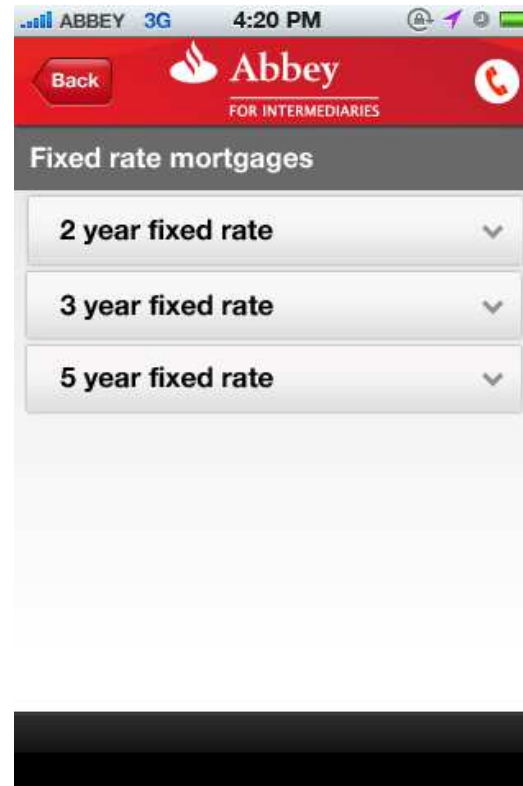 ABBEY 3G 4:20 PM
Back
Abbey
FOR INTERMEDIARIES
Fixed rate mortgages
2 year fixed rate
3 year fixed rate
5 year fixed rate